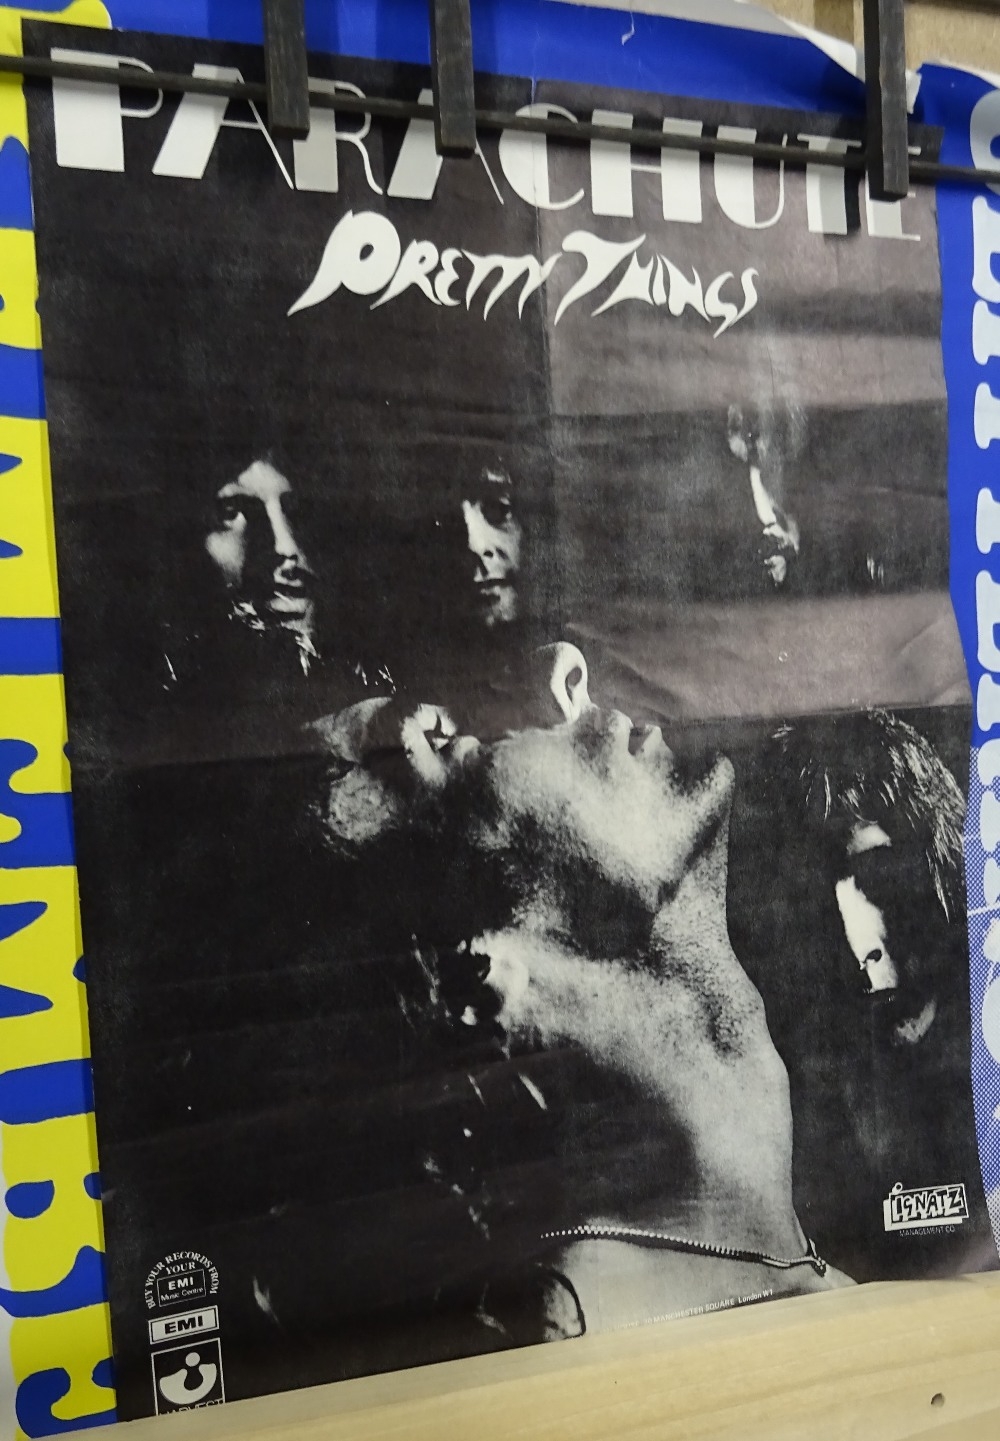 PARACHUTE
PRETTY THINGS
IGNATZ
MANAGEMENT CO.
BUY YOUR RECORDS FROM
YOUR
EMI
Music Centre
EMI
HARVEST
MANCHESTER SQUARE London W1